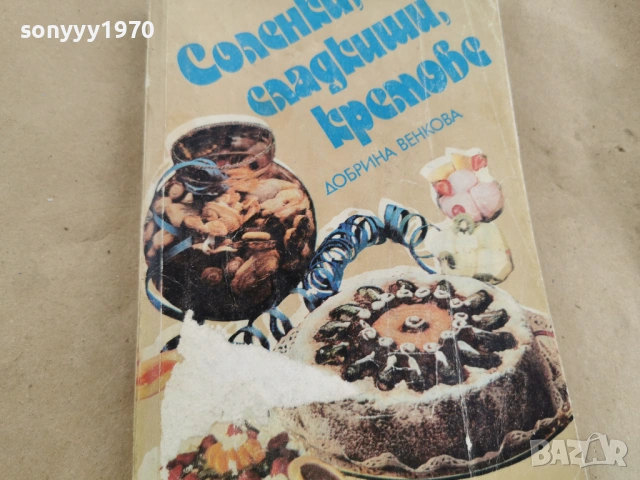 sonyyy1970
Соленки,
сладкиши,
кремове
ДОБРИНА ВЕНКОВА
BAZAR